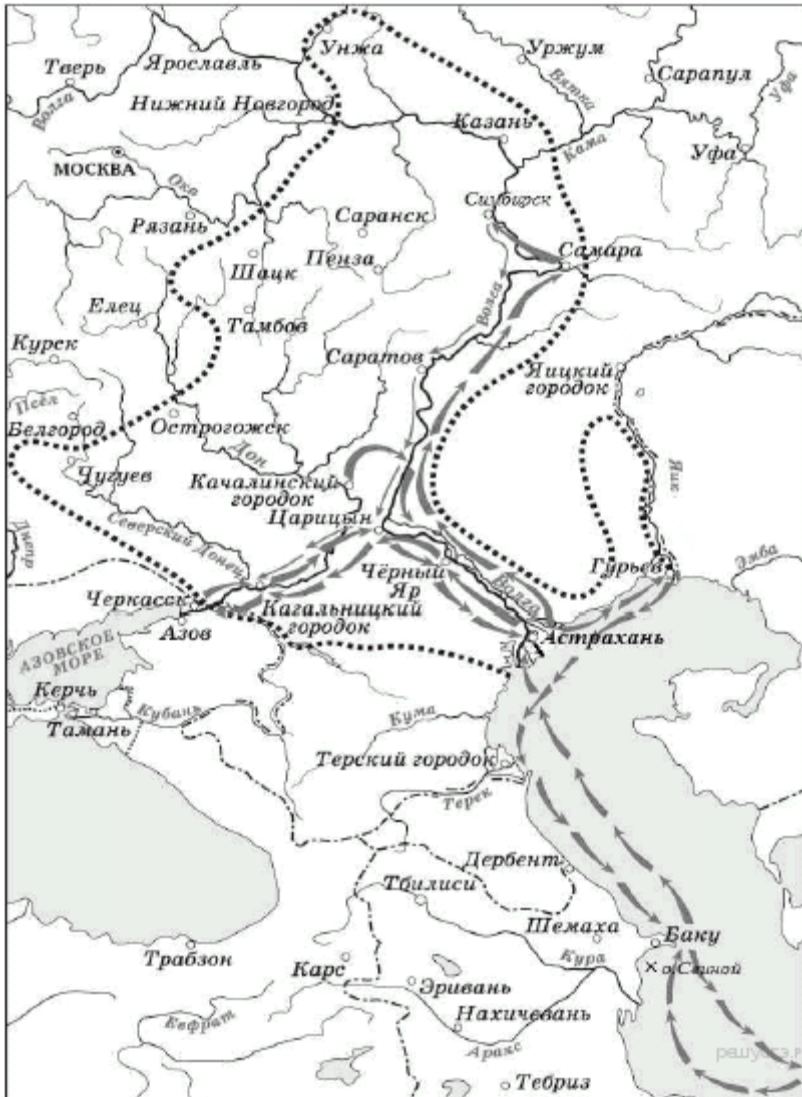 Унжа
Уржум
Тверь
Ярославль
Сарапул
Волга
Вятка
Уфа
Нижний Новгород
Казань
Кама
Уфа
МОСКВА
Ока
Рязань
Саранск
Симбирск
Самара
Шацк
Пенза
Елец
Тамбов
Волга
Курск
Саратов
Яицкий
городок
Псёл
Белгород
Острогожск
Дон
Чугуев
Качалинский
городок
Яик
Царицын
Днепр
Северский Донец
Чёрный
Яр
Волга
Гурьев
Эмба
Черкасск
Кагальницкий
городок
Азов
Астрахань
АЗОВСКОЕ
МОРЕ
Керчь
Кубань
Кума
Тамань
Терский городок
Терек
Дербент
Тбилиси
Шемаха
Баку
Трабзон
Карс
Кура
о.Свиной
Эривань
Нахичевань
Евфрат
Аракс
Тебриз